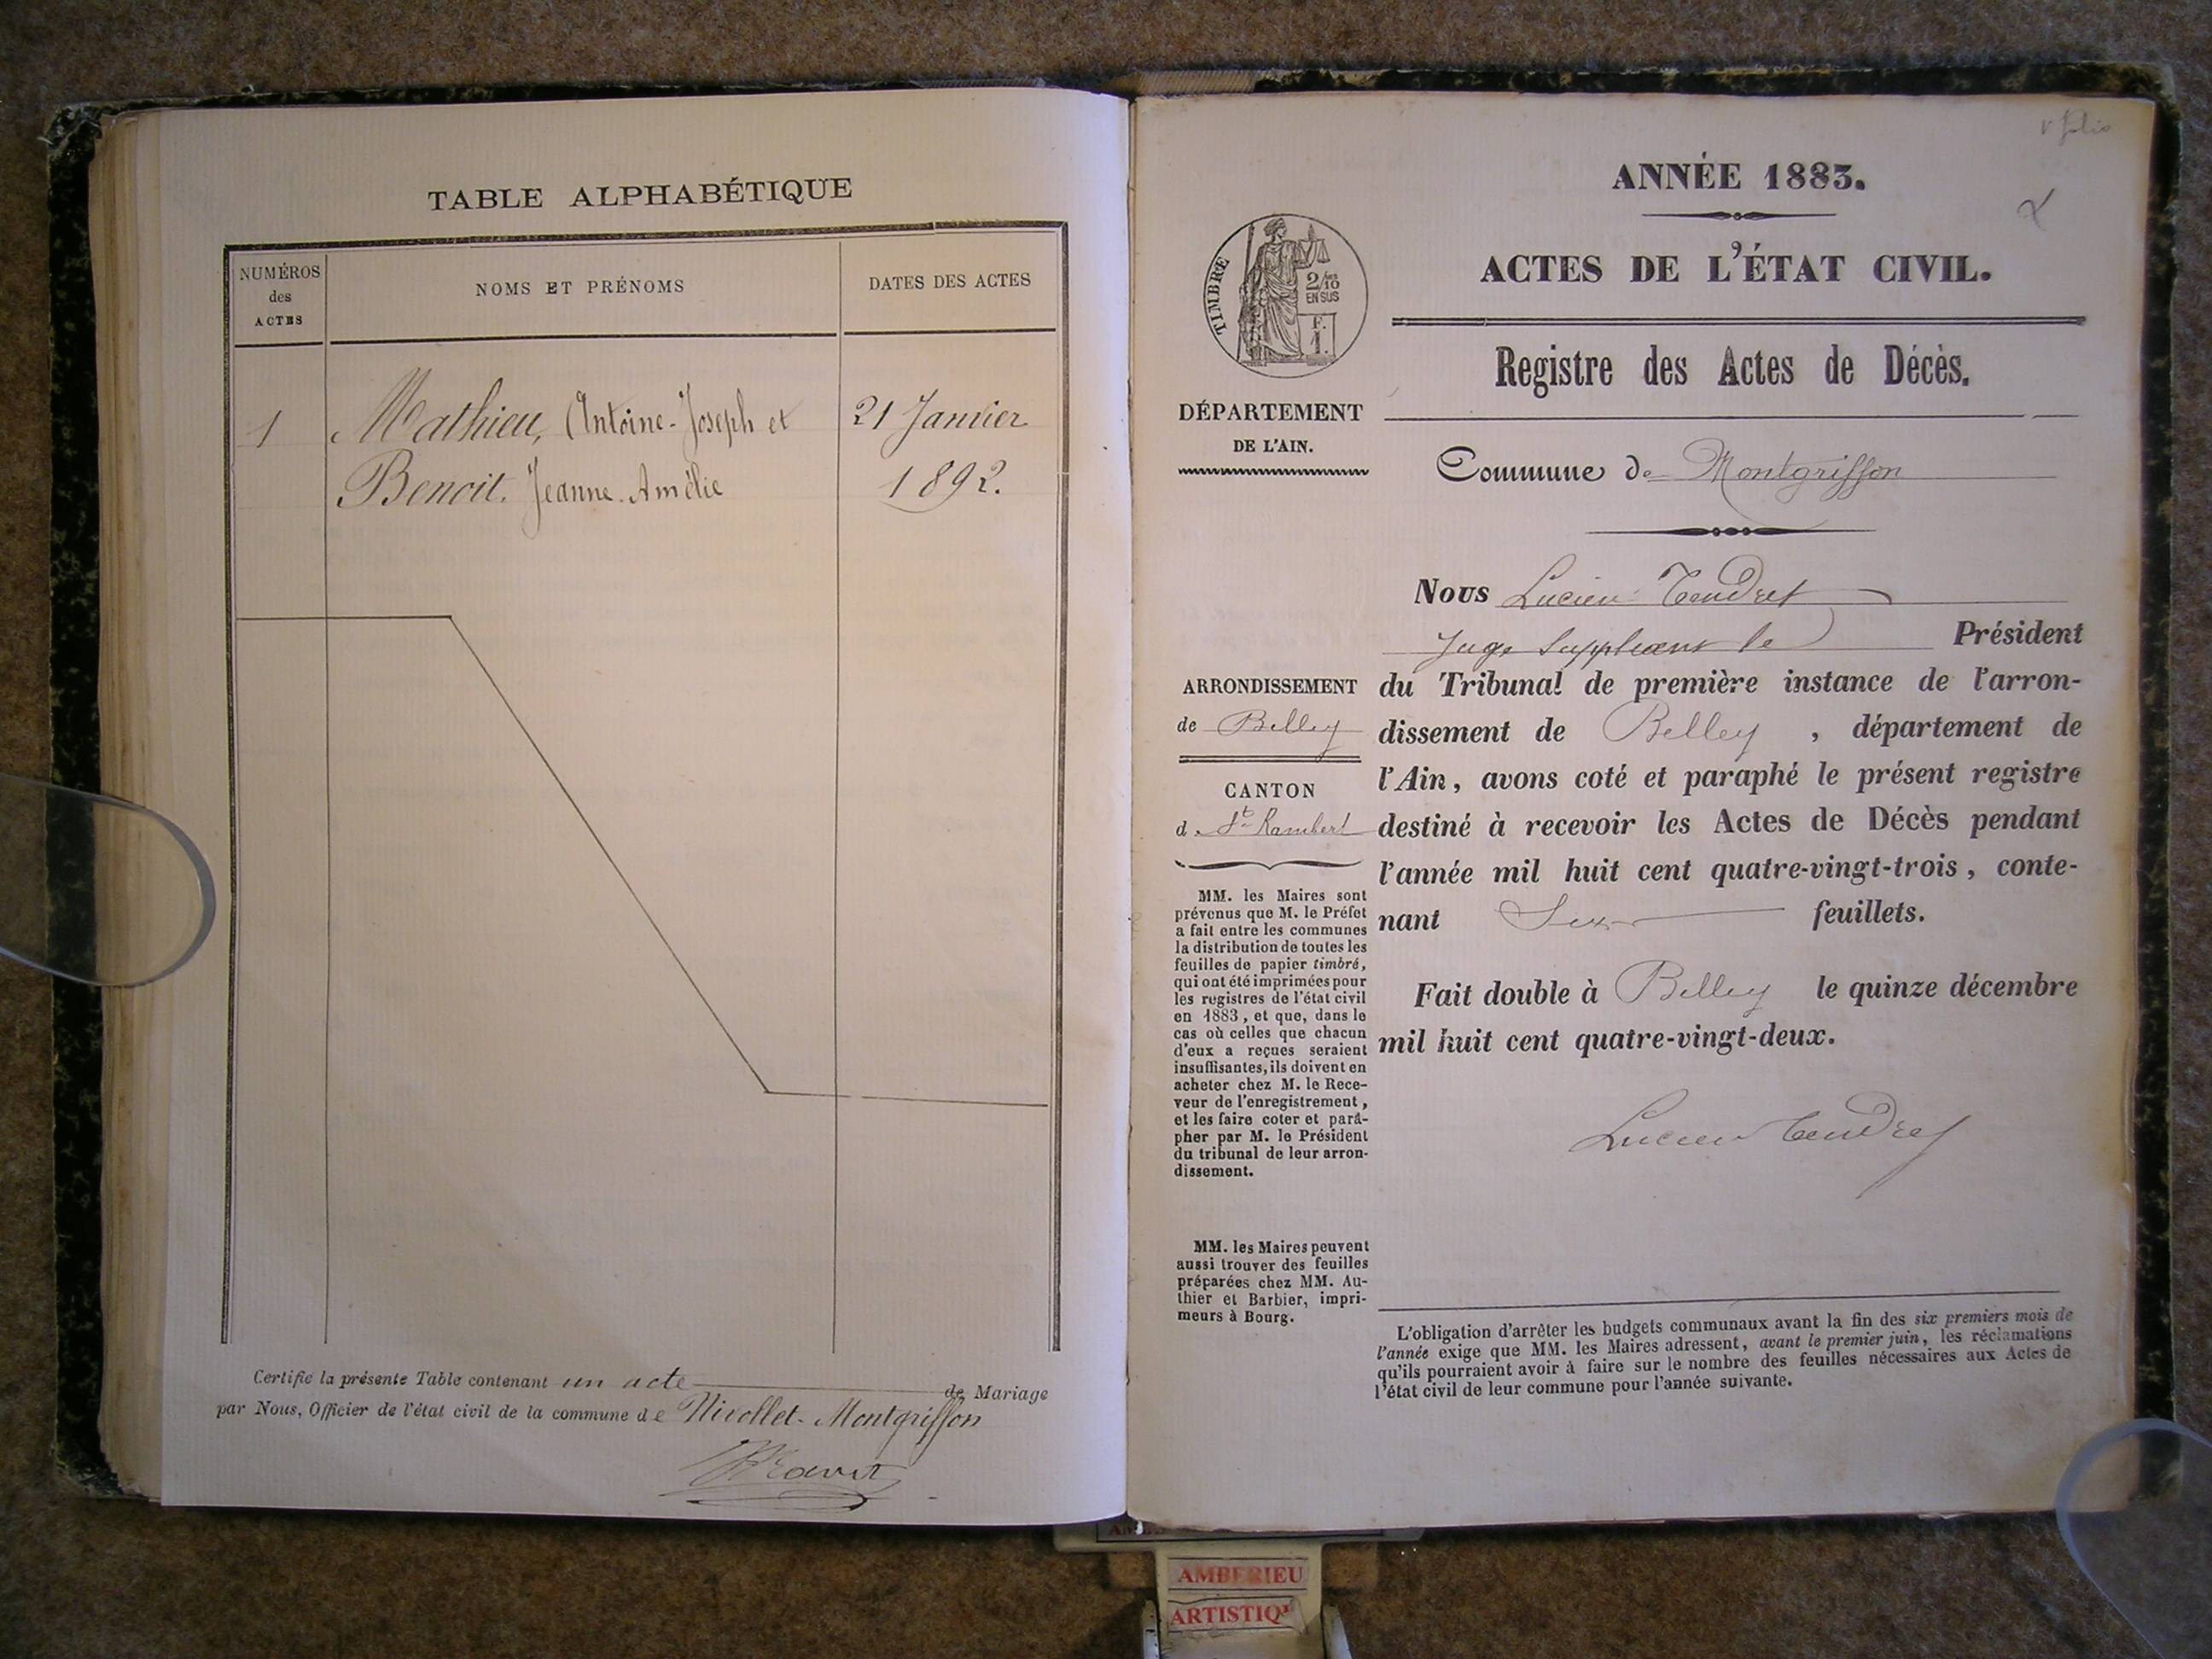 TABLE ALPHABÉTIQUE
NUMÉROS
des
ACTES
NOMS ET PRÉNOMS
DATES DES ACTES
1
Mathieu, Antoine-Joseph et
21 Janvier
Benoit. Jeanne-Amélie
1892.
Certifie la présente Table contenant un acte de Mariage
par Nous, Officier de l'état civil de la commune de Nivollet-Montgriffon
ANNÉE 1883.
ACTES DE L'ÉTAT CIVIL.
TIMBRE
2/10
EN SUS
F.
1.
Registre des Actes de Décès.
DÉPARTEMENT
DE L'AIN.
Commune de Montgriffon
Nous Lucien Tendret
Juge Suppléant le Président
du Tribunal de première instance de l'arron-
dissement de Belley, département de
l'Ain, avons coté et paraphé le présent registre
destiné à recevoir les Actes de Décès pendant
l'année mil huit cent quatre-vingt-trois, conte-
nant Six feuillets.
Fait double à Belley le quinze décembre
mil huit cent quatre-vingt-deux.
Lucien Tendret
ARRONDISSEMENT
de Belley
CANTON
d. St Rambert
MM. les Maires sont
prévenus que M. le Préfet
a fait entre les communes
la distribution de toutes les
feuilles de papier timbré,
qui ont été imprimées pour
les registres de l'état civil
en 1883, et que, dans le
cas où celles que chacun
d'eux a reçues seraient
insuffisantes, ils doivent en
acheter chez M. le Rece-
veur de l'enregistrement,
et les faire coter et para-
pher par M. le Président
du tribunal de leur arron-
dissement.
MM. les Maires peuvent
aussi trouver des feuilles
préparées chez MM. Au-
thier et Barbier, impri-
meurs à Bourg.
L'obligation d'arrêter les budgets communaux avant la fin des six premiers mois de
l'année exige que MM. les Maires adressent, avant le premier juin, les réclamations
qu'ils pourraient avoir à faire sur le nombre des feuilles nécessaires aux Actes de
l'état civil de leur commune pour l'année suivante.
AMBERIEU
ARTISTIQ